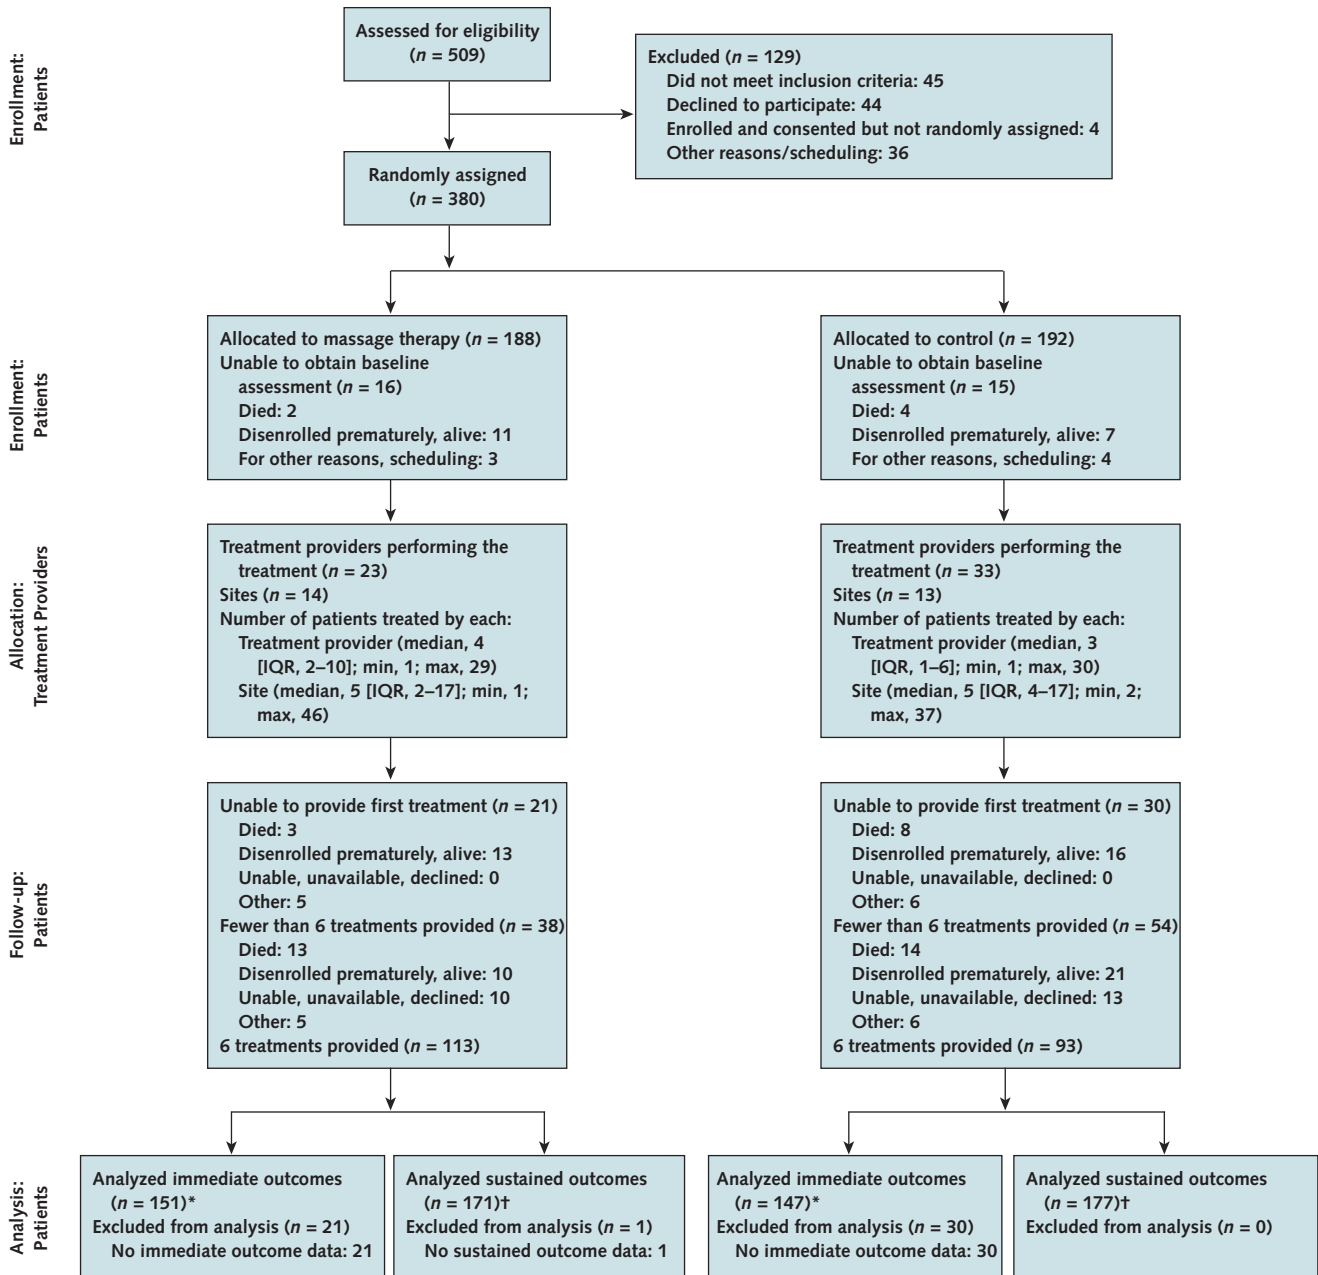 Enrollment:
Patients
Assessed for eligibility
(n = 509)
Excluded (n = 129)
Did not meet inclusion criteria: 45
Declined to participate: 44
Enrolled and consented but not randomly assigned: 4
Other reasons/scheduling: 36
Randomly assigned
(n = 380)
Enrollment:
Patients
Allocated to massage therapy (n = 188)
Unable to obtain baseline
assessment (n = 16)
Died: 2
Disenrolled prematurely, alive: 11
For other reasons, scheduling: 3
Allocated to control (n = 192)
Unable to obtain baseline
assessment (n = 15)
Died: 4
Disenrolled prematurely, alive: 7
For other reasons, scheduling: 4
Allocation:
Treatment Providers
Treatment providers performing the
treatment (n = 23)
Sites (n = 14)
Number of patients treated by each:
Treatment provider (median, 4
[IQR, 2–10]; min, 1; max, 29)
Site (median, 5 [IQR, 2–17]; min, 1;
max, 46)
Treatment providers performing the
treatment (n = 33)
Sites (n = 13)
Number of patients treated by each:
Treatment provider (median, 3
[IQR, 1–6]; min, 1; max, 30)
Site (median, 5 [IQR, 4–17]; min, 2;
max, 37)
Follow-up:
Patients
Unable to provide first treatment (n = 21)
Died: 3
Disenrolled prematurely, alive: 13
Unable, unavailable, declined: 0
Other: 5
Fewer than 6 treatments provided (n = 38)
Died: 13
Disenrolled prematurely, alive: 10
Unable, unavailable, declined: 10
Other: 5
6 treatments provided (n = 113)
Unable to provide first treatment (n = 30)
Died: 8
Disenrolled prematurely, alive: 16
Unable, unavailable, declined: 0
Other: 6
Fewer than 6 treatments provided (n = 54)
Died: 14
Disenrolled prematurely, alive: 21
Unable, unavailable, declined: 13
Other: 6
6 treatments provided (n = 93)
Analysis:
Patients
Analyzed immediate outcomes
(n = 151)*
Excluded from analysis (n = 21)
No immediate outcome data: 21
Analyzed sustained outcomes
(n = 171)†
Excluded from analysis (n = 1)
No sustained outcome data: 1
Analyzed immediate outcomes
(n = 147)*
Excluded from analysis (n = 30)
No immediate outcome data: 30
Analyzed sustained outcomes
(n = 177)†
Excluded from analysis (n = 0)